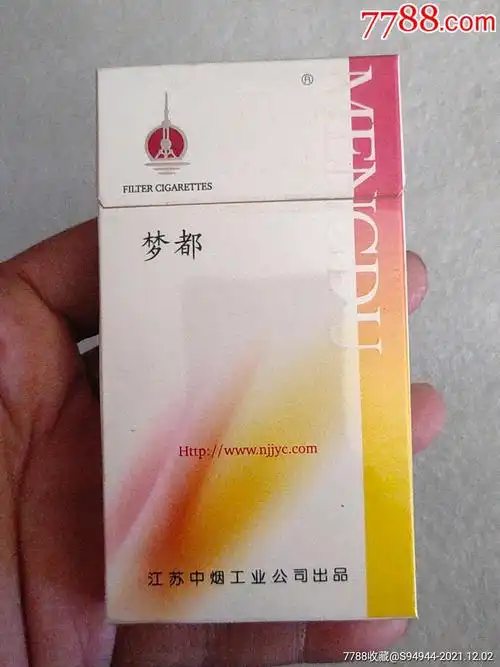 7788.com
®
MENGDU
FILTER CIGARETTES
梦都
Http://www.njjyc.com
江苏中烟工业公司出品
7788收藏@S94944-2021.12.02